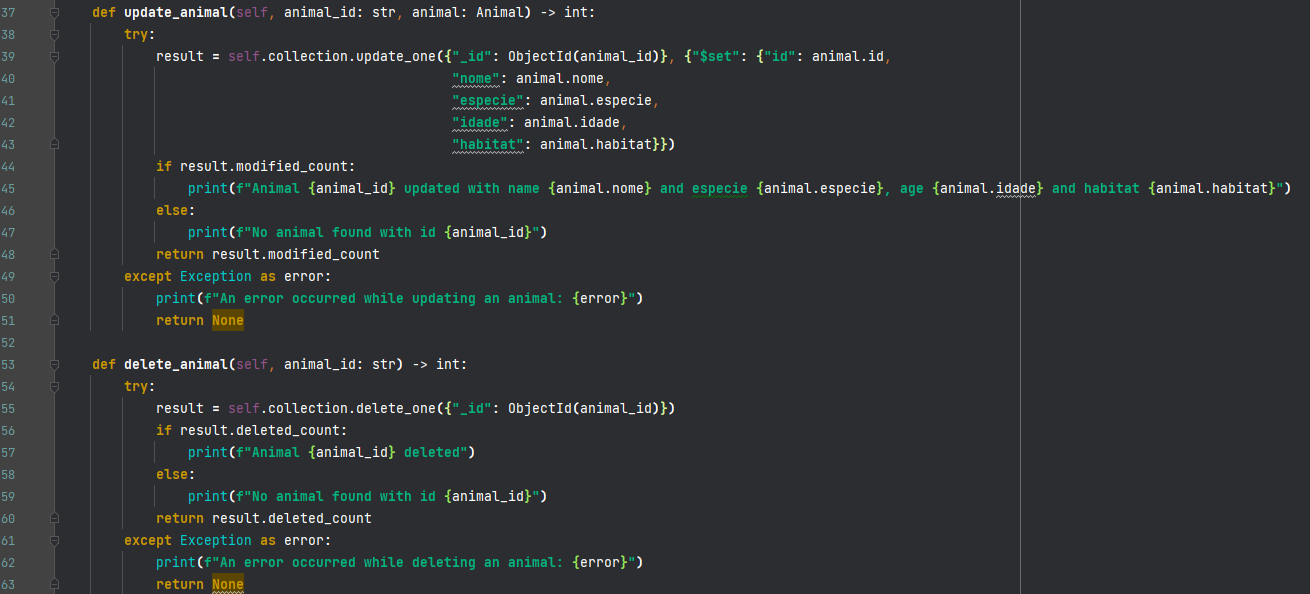 37 def update_animal(self, animal_id: str, animal: Animal) -> int:
38 try:
39 result = self.collection.update_one({"_id": ObjectId(animal_id)}, {"$set": {"id": animal.id,
40 "nome": animal.nome,
41 "especie": animal.especie,
42 "idade": animal.idade,
43 "habitat": animal.habitat}})
44 if result.modified_count:
45 print(f"Animal {animal_id} updated with name {animal.nome} and especie {animal.especie}, age {animal.idade} and habitat {animal.habitat}")
46 else:
47 print(f"No animal found with id {animal_id}")
48 return result.modified_count
49 except Exception as error:
50 print(f"An error occurred while updating an animal: {error}")
51 return None
52
53 def delete_animal(self, animal_id: str) -> int:
54 try:
55 result = self.collection.delete_one({"_id": ObjectId(animal_id)})
56 if result.deleted_count:
57 print(f"Animal {animal_id} deleted")
58 else:
59 print(f"No animal found with id {animal_id}")
60 return result.deleted_count
61 except Exception as error:
62 print(f"An error occurred while deleting an animal: {error}")
63 return None